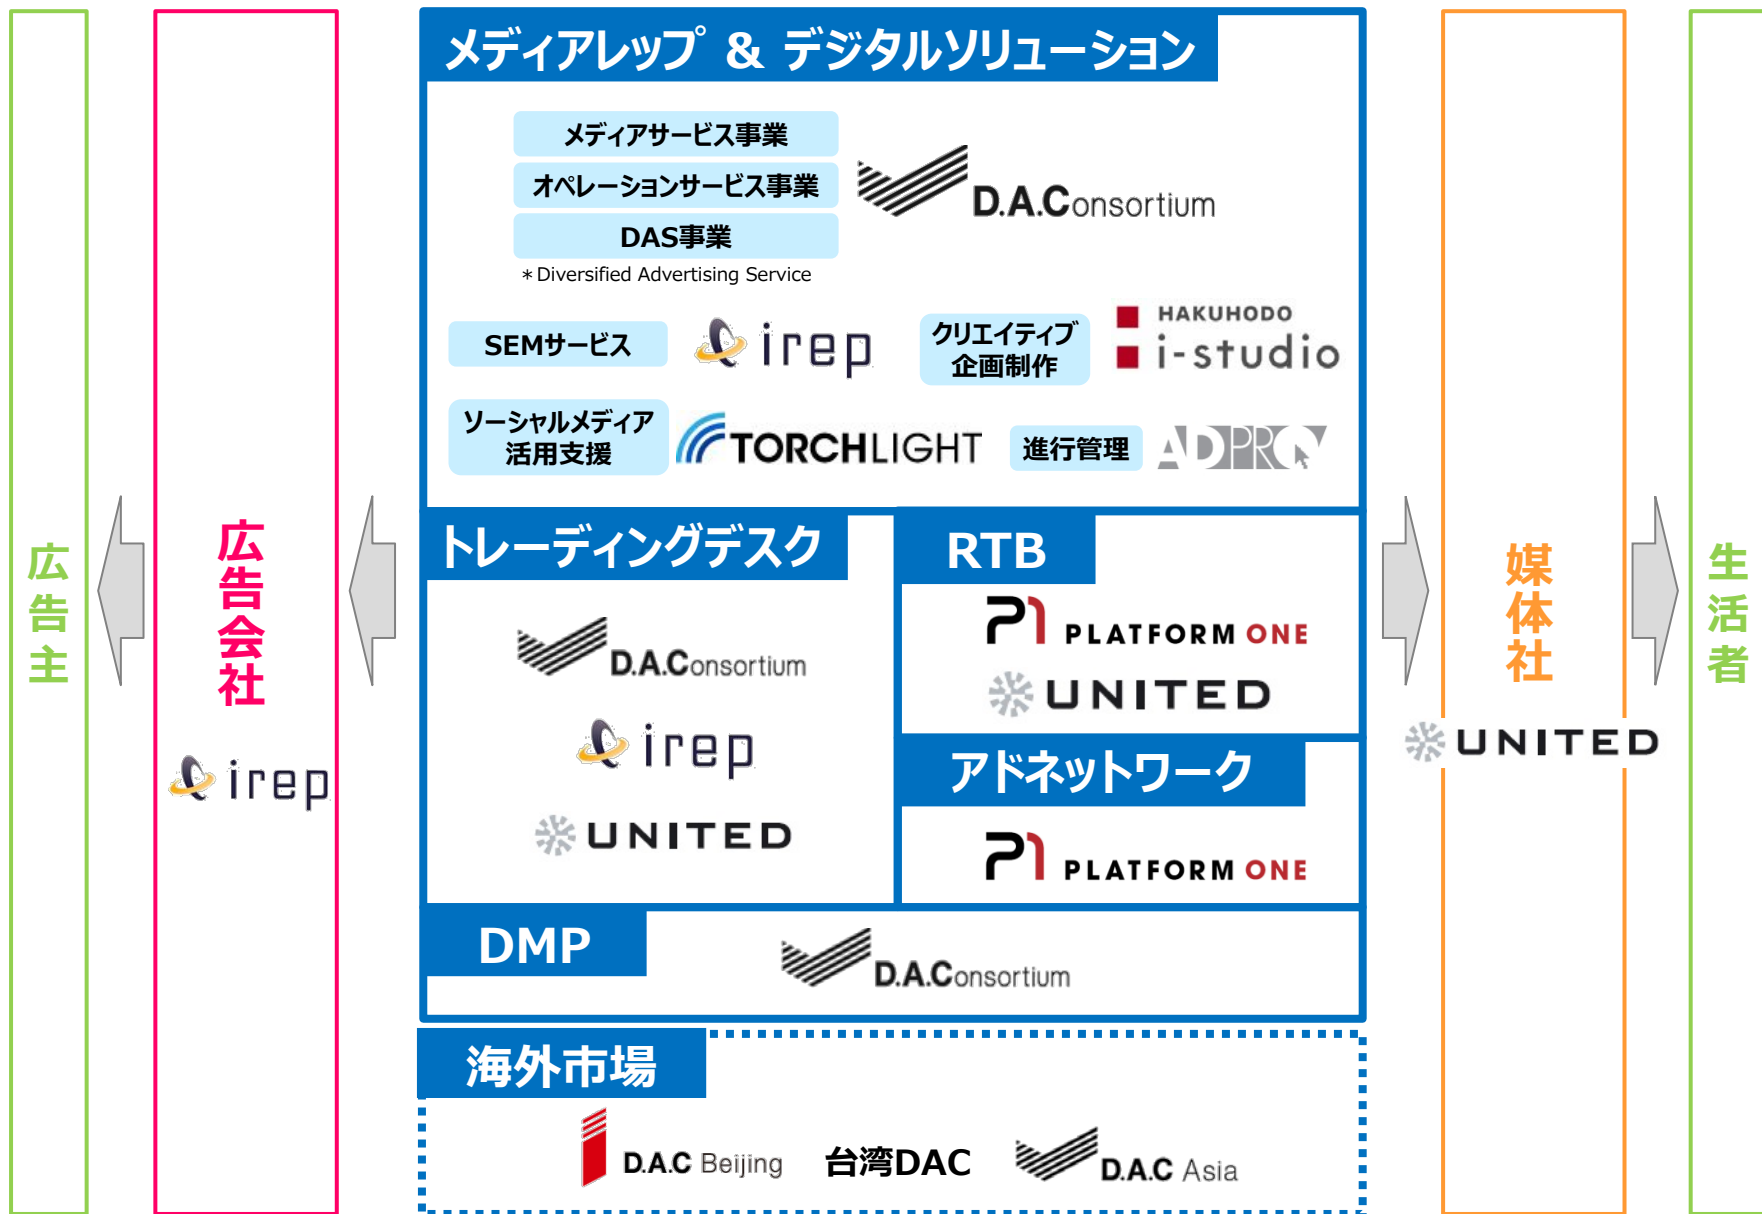 広告主
広告会社
irep
メディアレップ & デジタルソリューション
メディアサービス事業
オペレーションサービス事業
DAS事業
＊Diversified Advertising Service
D.A.Consortium
SEMサービス
irep
クリエイティブ
企画制作
HAKUHODO
i-studio
ソーシャルメディア
活用支援
TORCHLIGHT
進行管理
ADPRO
トレーディングデスク
D.A.Consortium
irep
UNITED
RTB
P1 PLATFORM ONE
UNITED
アドネットワーク
P1 PLATFORM ONE
DMP
D.A.Consortium
海外市場
D.A.C Beijing
台湾DAC
D.A.C Asia
媒体社
UNITED
生活者